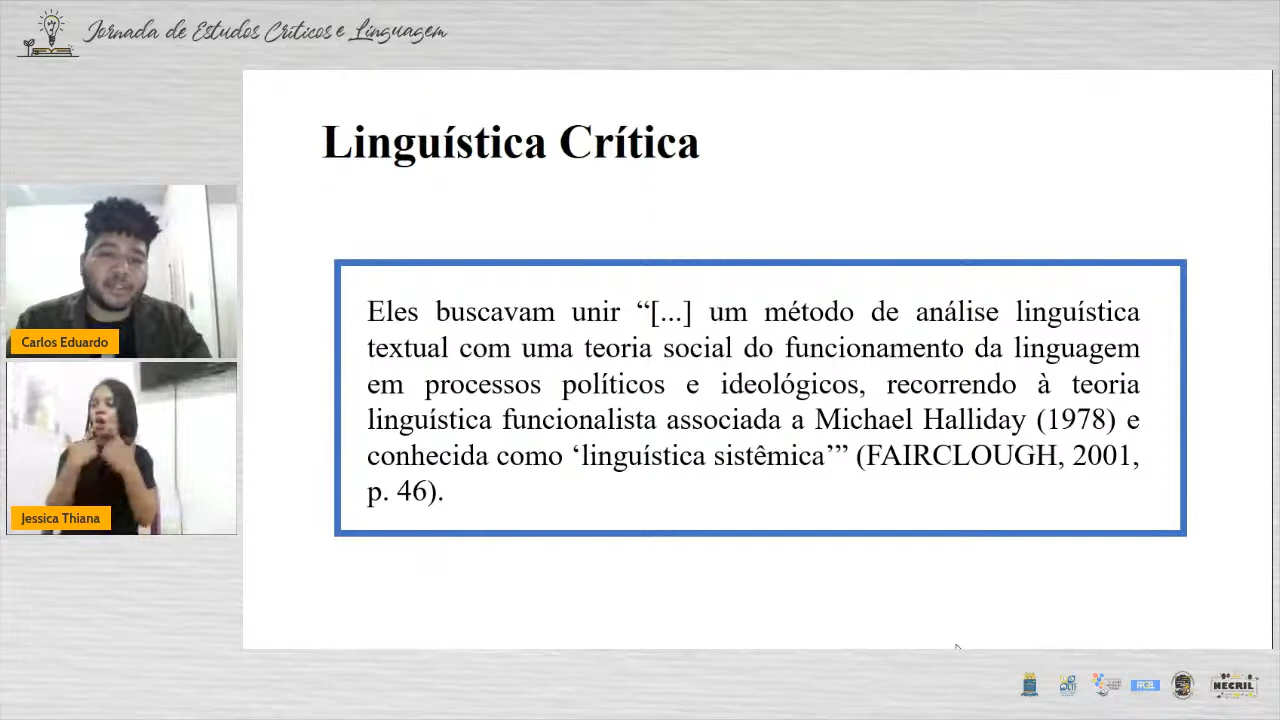 Jornada de Estudos Críticos e Linguagem
Linguística Crítica
Eles buscavam unir “[...] um método de análise linguística
textual com uma teoria social do funcionamento da linguagem
em processos políticos e ideológicos, recorrendo à teoria
linguística funcionalista associada a Michael Halliday (1978) e
conhecida como ‘linguística sistêmica’” (FAIRCLOUGH, 2001,
p. 46).
Carlos Eduardo
Jessica Thiana
NECRIL